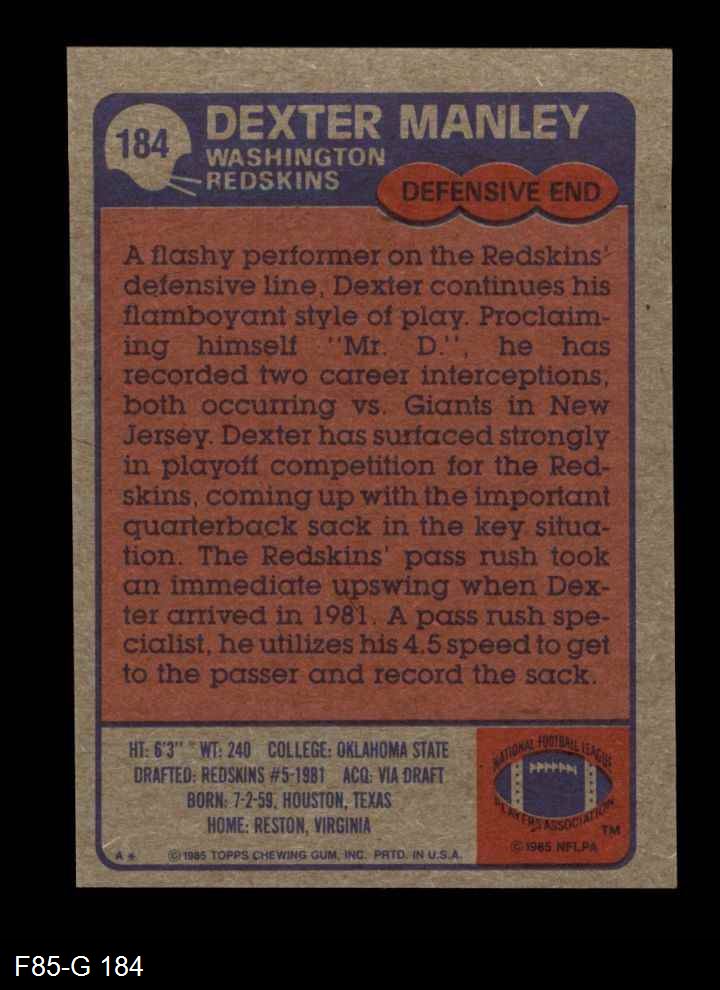 184
DEXTER MANLEY
WASHINGTON
REDSKINS
DEFENSIVE END
A flashy performer on the Redskins'
defensive line, Dexter continues his
flamboyant style of play. Proclaim-
ing himself "Mr. D.", he has
recorded two career interceptions,
both occurring vs. Giants in New
Jersey. Dexter has surfaced strongly
in playoff competition for the Red-
skins, coming up with the important
quarterback sack in the key situa-
tion. The Redskins' pass rush took
an immediate upswing when Dex-
ter arrived in 1981. A pass rush spe-
cialist, he utilizes his 4.5 speed to get
to the passer and record the sack.
HT: 6'3" WT: 240 COLLEGE: OKLAHOMA STATE
DRAFTED: REDSKINS #5-1981 ACQ: VIA DRAFT
BORN: 7-2-59, HOUSTON, TEXAS
HOME: RESTON, VIRGINIA
A* ©1985 TOPPS CHEWING GUM, INC. PRTD. IN U.S.A.
NATIONAL FOOTBALL LEAGUE
PLAYERS ASSOCIATION
TM
©1985 NFLPA
F85-G 184